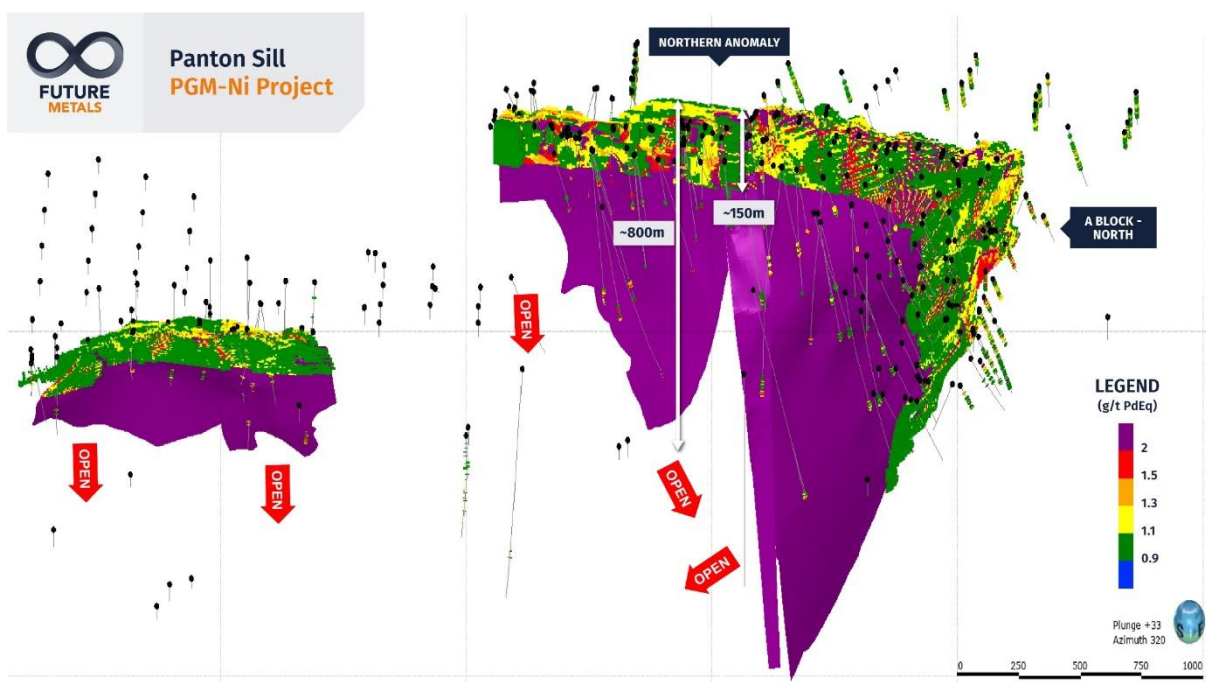 FUTURE
METALS
Panton Sill
PGM-Ni Project
NORTHERN ANOMALY
A BLOCK -
NORTH
~800m
~150m
OPEN
OPEN
OPEN
OPEN
OPEN
LEGEND
(g/t PdEq)
2
1.5
1.3
1.1
0.9
Plunge +33
Azimuth 320
0 250 500 750 1000